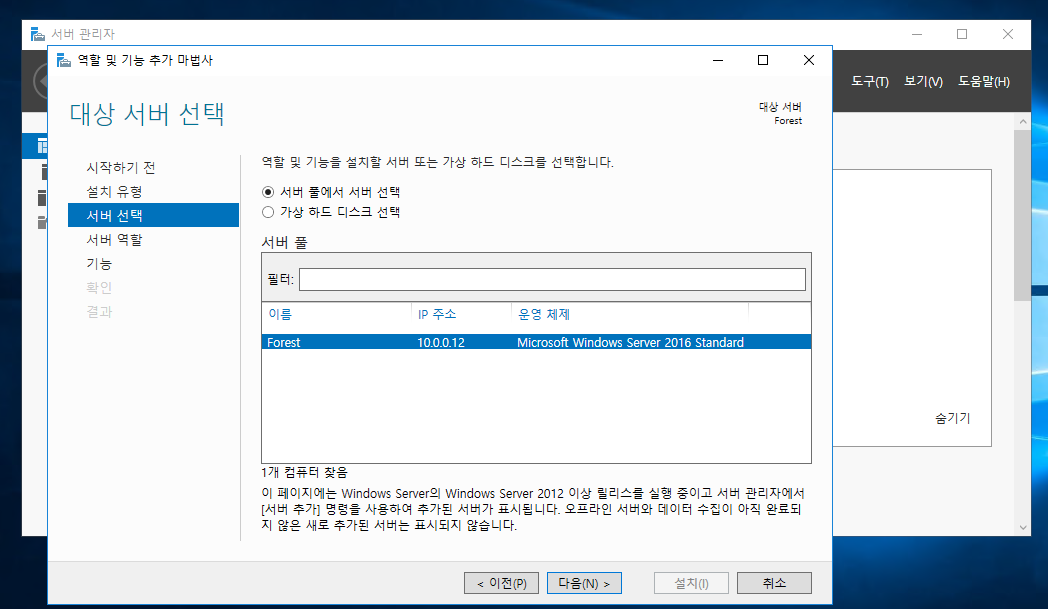 서버 관리자
역할 및 기능 추가 마법사
도구(T) 보기(V) 도움말(H)
대상 서버 선택
대상 서버
Forest
시작하기 전
설치 유형
서버 선택
서버 역할
기능
확인
결과
역할 및 기능을 설치할 서버 또는 가상 하드 디스크를 선택합니다.
서버 풀에서 서버 선택
가상 하드 디스크 선택
서버 풀
필터:
이름 IP 주소 운영 체제
Forest 10.0.0.12 Microsoft Windows Server 2016 Standard
1개 컴퓨터 찾음
이 페이지에는 Windows Server의 Windows Server 2012 이상 릴리스를 실행 중이고 서버 관리자에서
[서버 추가] 명령을 사용하여 추가된 서버가 표시됩니다. 오프라인 서버와 데이터 수집이 아직 완료되
지 않은 새로 추가된 서버는 표시되지 않습니다.
숨기기
< 이전(P) 다음(N) > 설치(I) 취소